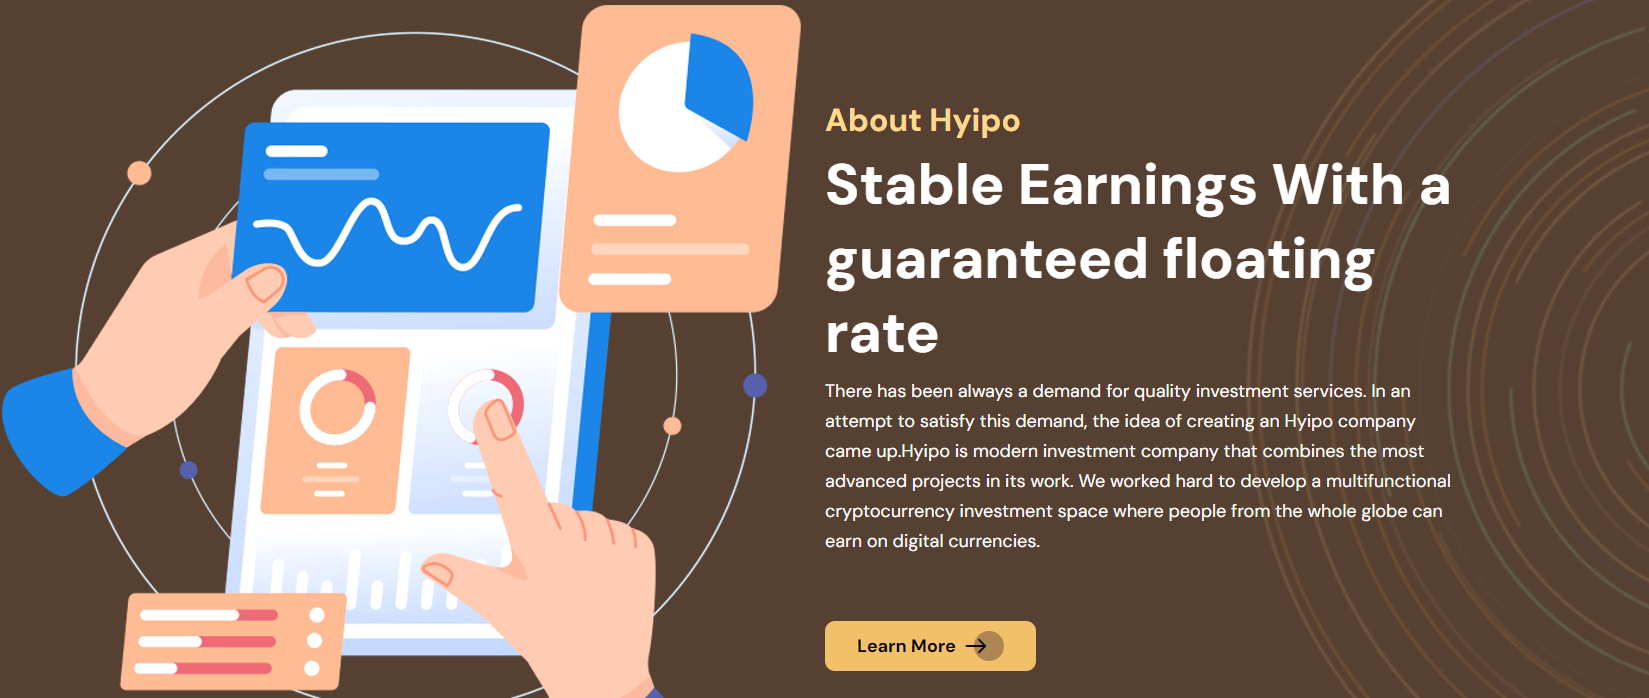 About Hyipo
Stable Earnings With a
guaranteed floating
rate
There has been always a demand for quality investment services. In an
attempt to satisfy this demand, the idea of creating an Hyipo company
came up.Hyipo is modern investment company that combines the most
advanced projects in its work. We worked hard to develop a multifunctional
cryptocurrency investment space where people from the whole globe can
earn on digital currencies.
Learn More